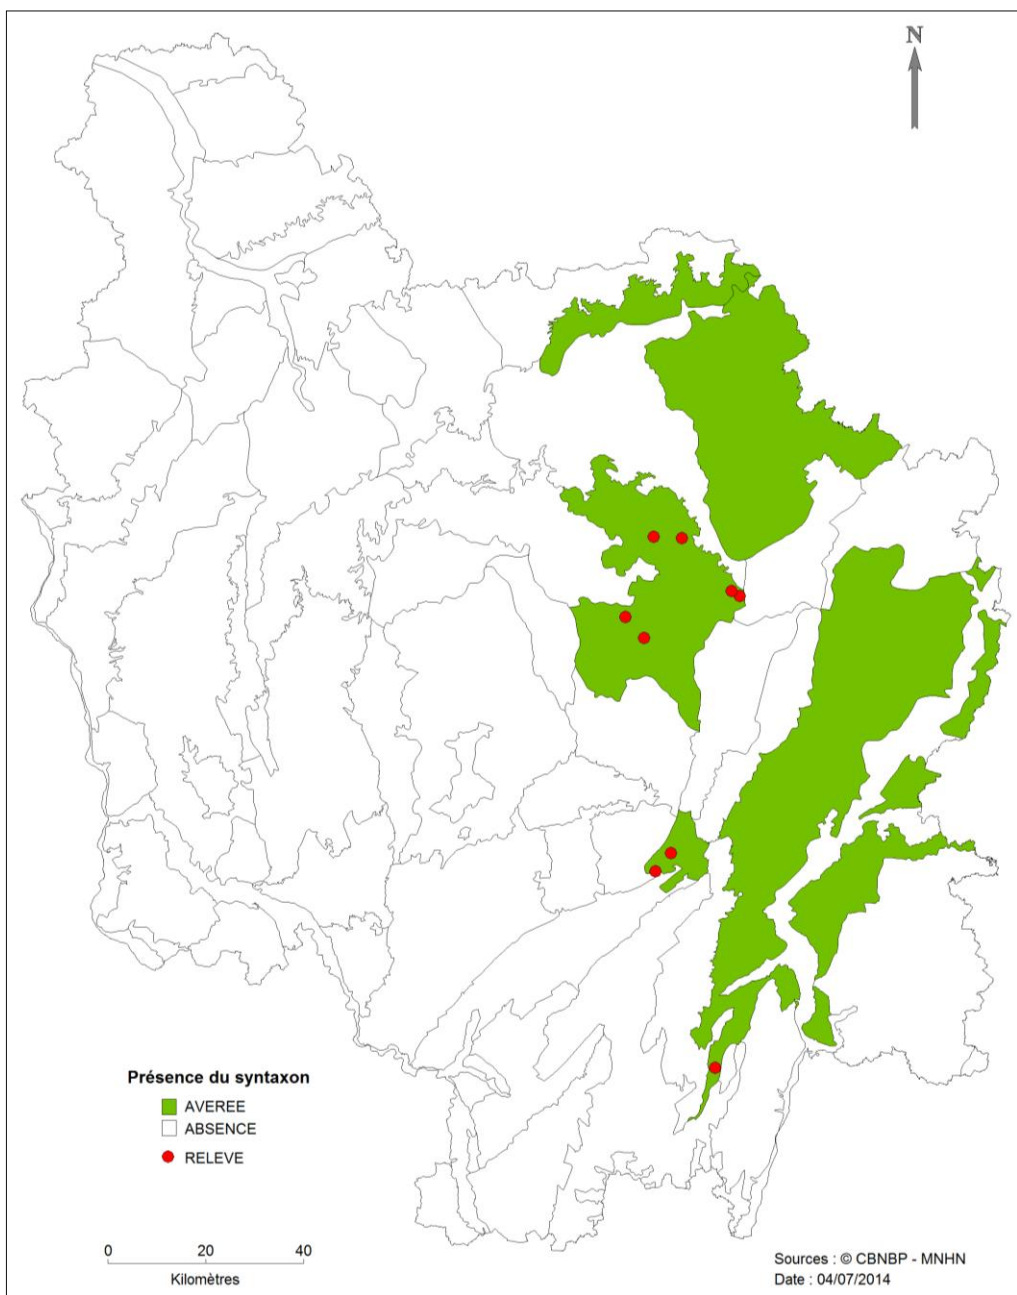 N
Présence du syntaxon
AVEREE
ABSENCE
RELEVE
0 20 40
Kilomètres
Sources : © CBNBP - MNHN
Date : 04/07/2014